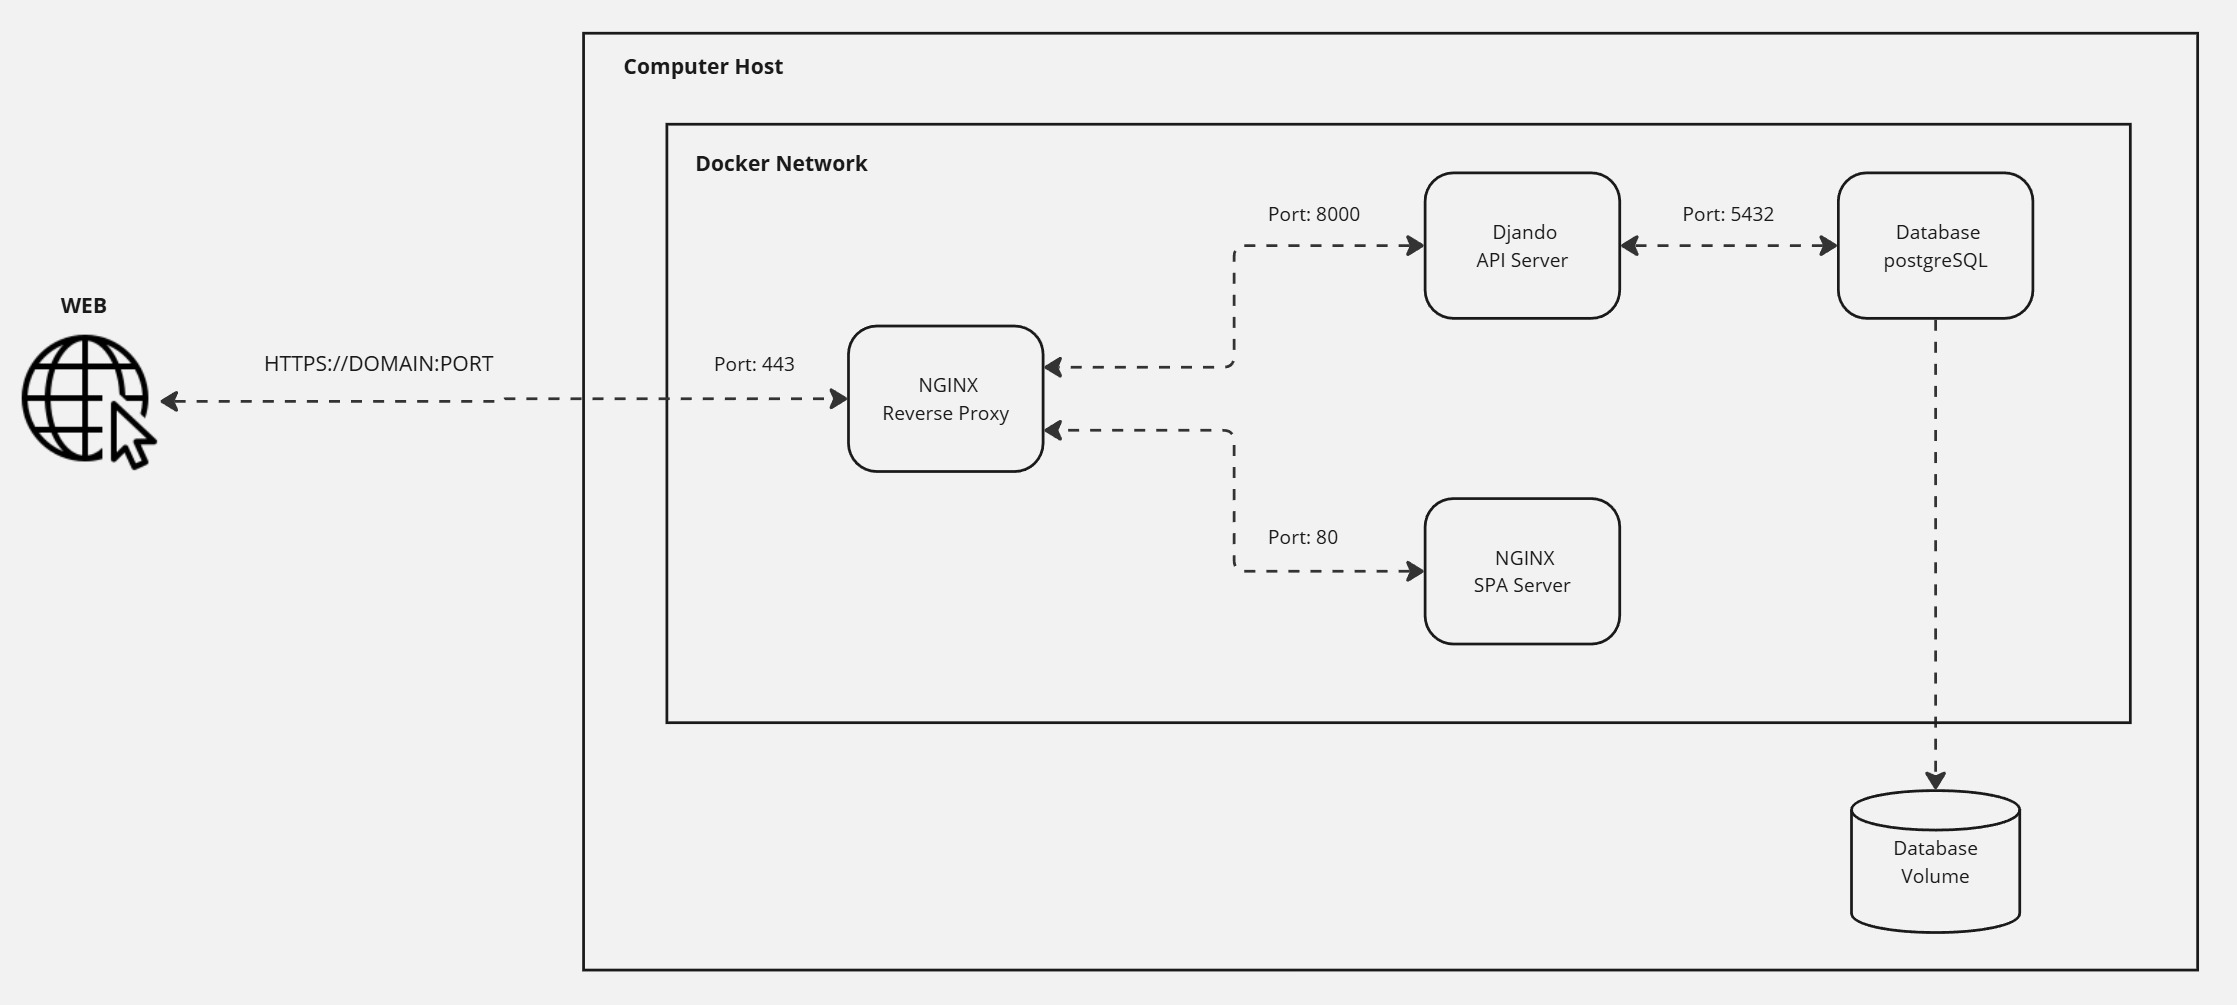 Computer Host
Docker Network
Port: 8000
Djando
API Server
Port: 5432
Database
postgreSQL
WEB
HTTPS://DOMAIN:PORT
Port: 443
NGINX
Reverse Proxy
Port: 80
NGINX
SPA Server
Database
Volume